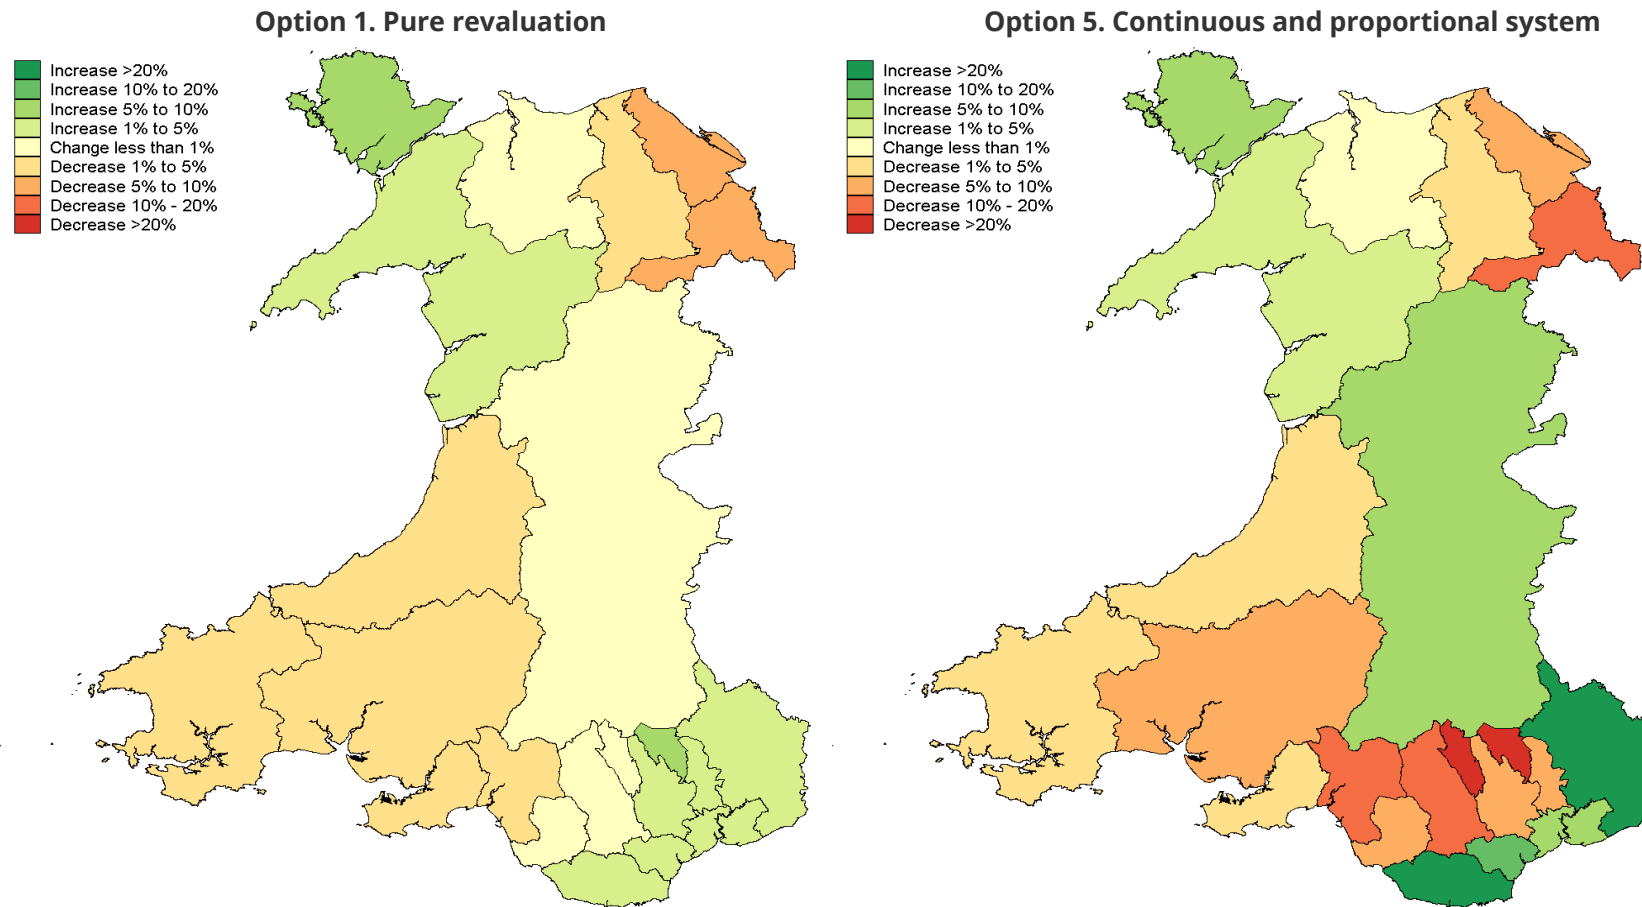 Option 1. Pure revaluation
Increase >20%
Increase 10% to 20%
Increase 5% to 10%
Increase 1% to 5%
Change less than 1%
Decrease 1% to 5%
Decrease 5% to 10%
Decrease 10% - 20%
Decrease >20%
Option 5. Continuous and proportional system
Increase >20%
Increase 10% to 20%
Increase 5% to 10%
Increase 1% to 5%
Change less than 1%
Decrease 1% to 5%
Decrease 5% to 10%
Decrease 10% - 20%
Decrease >20%